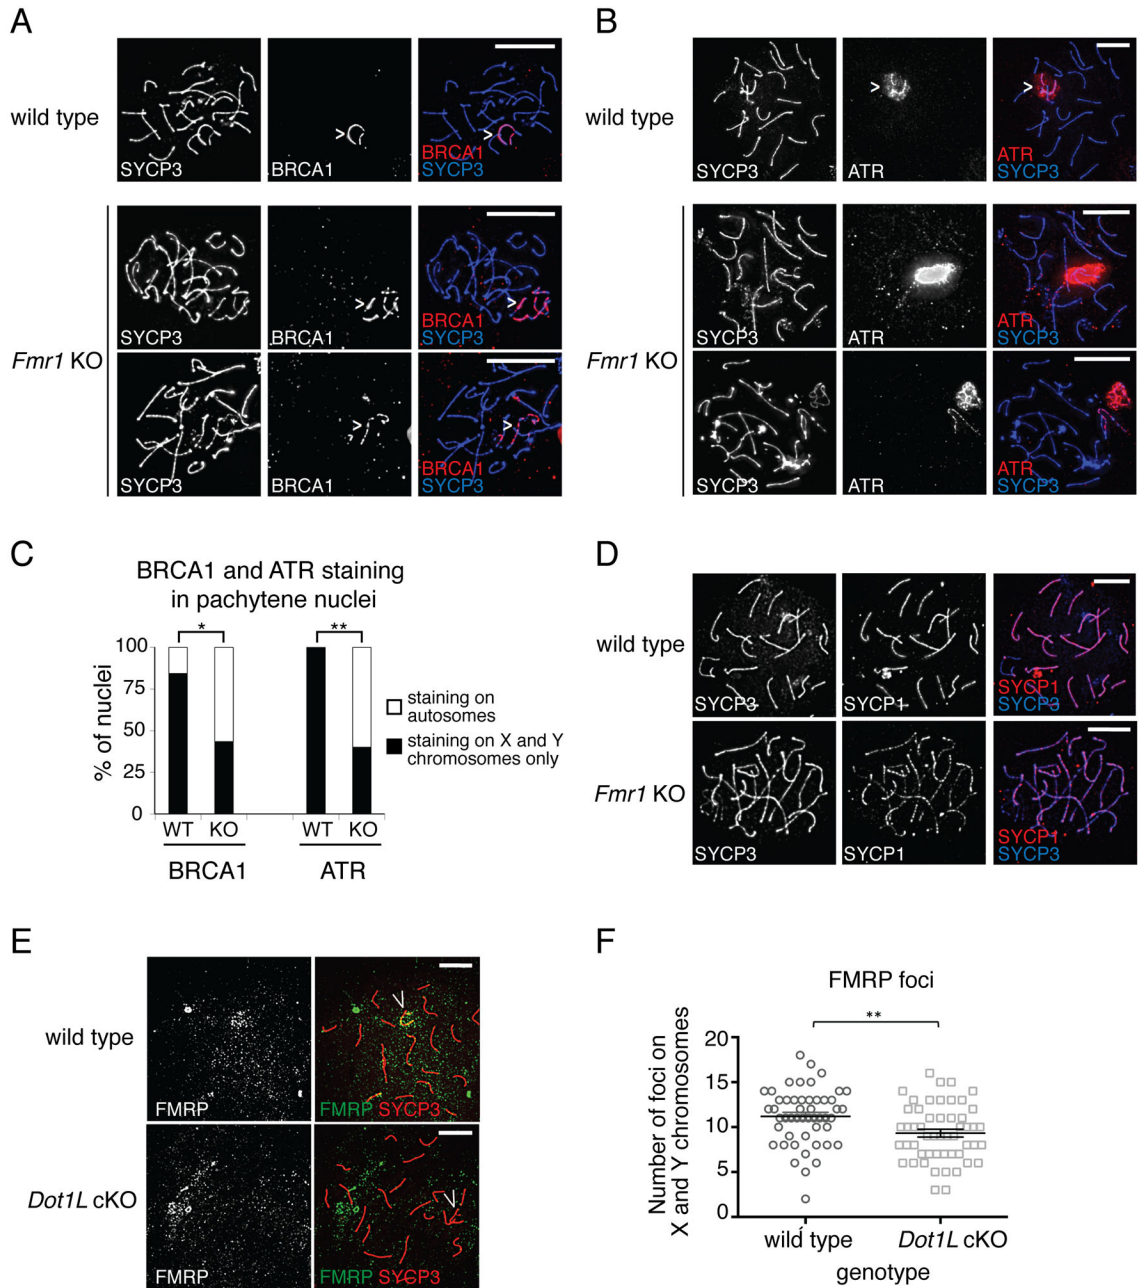 A
wild type
SYCP3
BRCA1
BRCA1
SYCP3
>
>
Fmr1 KO
SYCP3
BRCA1
BRCA1
SYCP3
>
>
SYCP3
BRCA1
BRCA1
SYCP3
>
>
B
wild type
SYCP3
ATR
ATR
SYCP3
>
>
Fmr1 KO
SYCP3
ATR
ATR
SYCP3
SYCP3
ATR
ATR
SYCP3
C
BRCA1 and ATR staining
in pachytene nuclei
* **
100
75
50
25
0
% of nuclei
WT KO WT KO
BRCA1 ATR
staining on
autosomes
staining on X and Y
chromosomes only
D
wild type
SYCP3
SYCP1
SYCP1
SYCP3
Fmr1 KO
SYCP3
SYCP1
SYCP1
SYCP3
E
wild type
FMRP
FMRP SYCP3
Dot1L cKO
FMRP
FMRP SYCP3
F
FMRP foci
**
Number of foci on
X and Y chromosomes
20
15
10
5
0
wild type Dot1L cKO
genotype